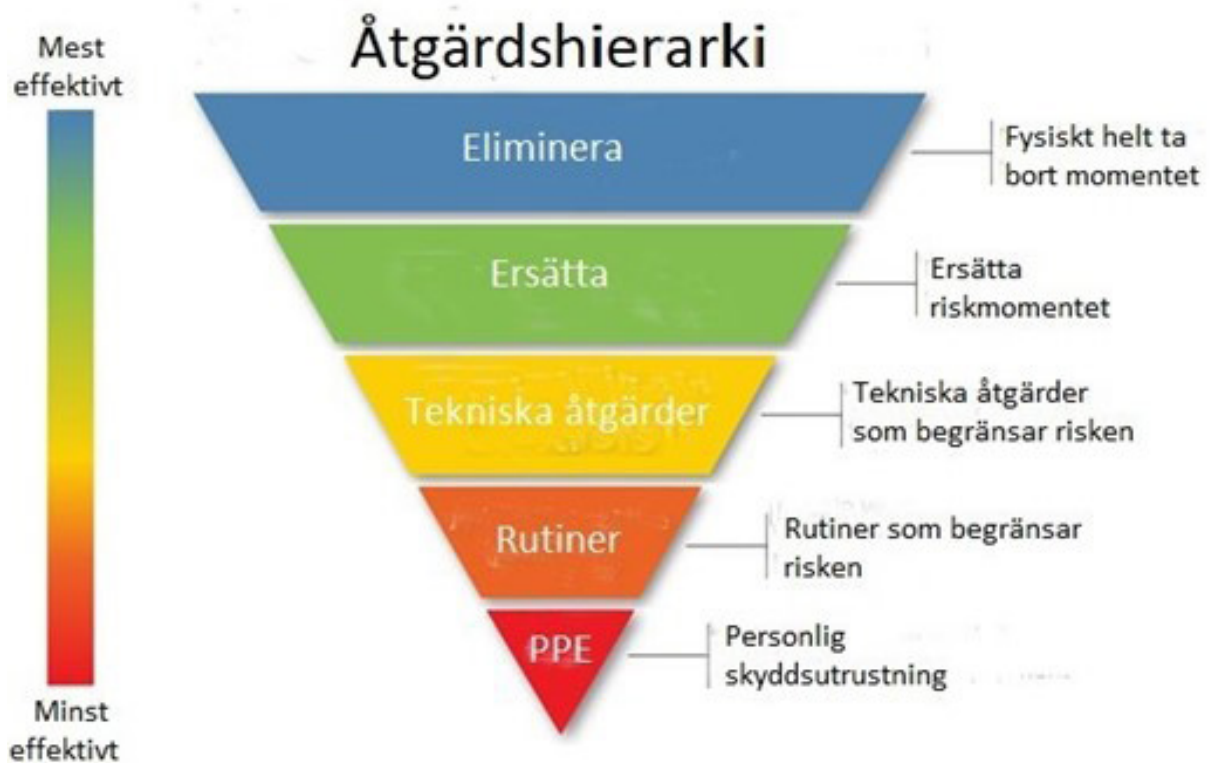 Åtgärdshierarki
Mest
effektivt
Eliminera
Fysiskt helt ta
bort momentet
Ersätta
Ersätta
riskmomentet
Tekniska åtgärder
Tekniska åtgärder
som begränsar risken
Rutiner
Rutiner som begränsar
risken
PPE
Personlig
skyddsutrustning
Minst
effektivt